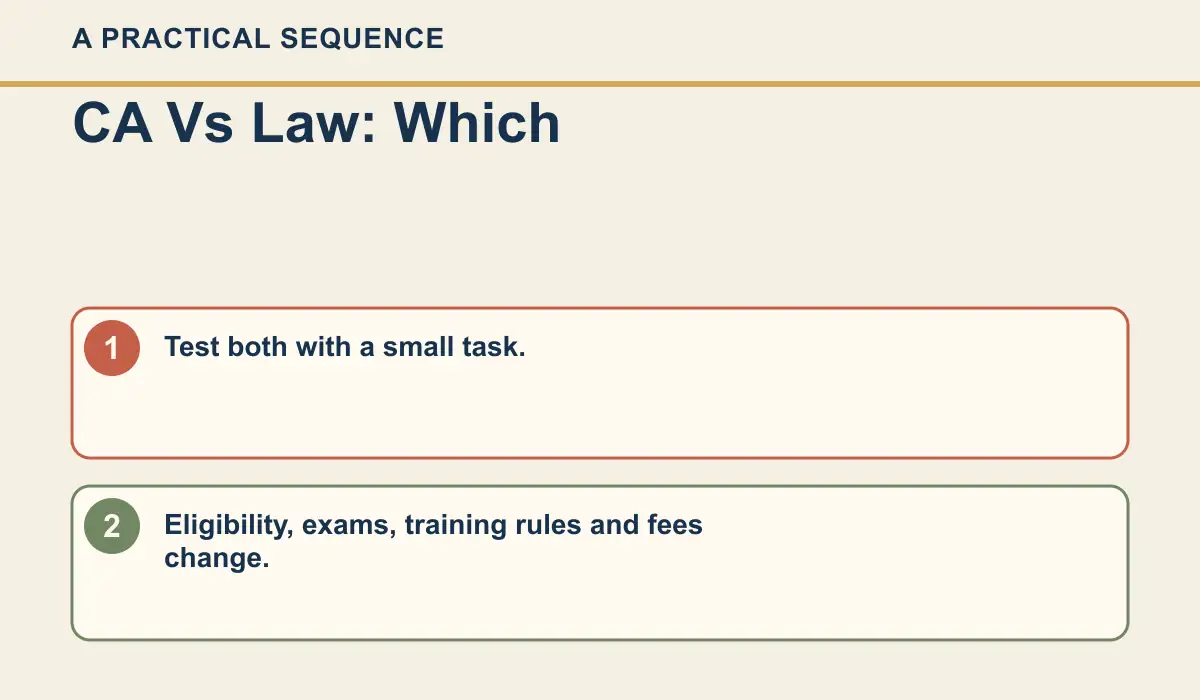 A PRACTICAL SEQUENCE
CA Vs Law: Which
1
Test both with a small task.
2
Eligibility, exams, training rules and fees
change.